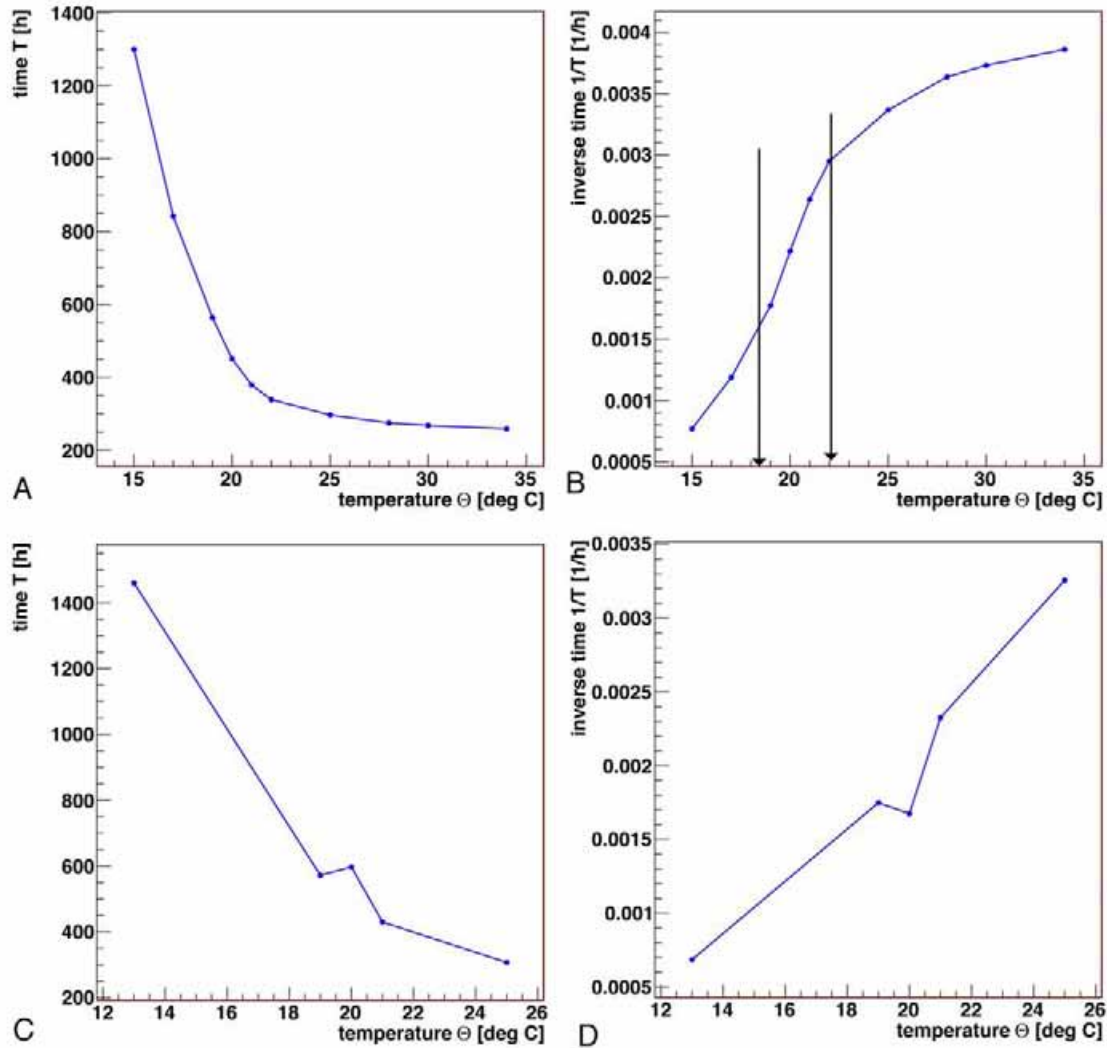 time T [h]
1400
1200
1000
800
600
400
200
15 20 25 30 35
temperature Θ [deg C]
A
inverse time 1/T [1/h]
0.004
0.0035
0.003
0.0025
0.002
0.0015
0.001
0.0005
15 20 25 30 35
temperature Θ [deg C]
B
time T [h]
1400
1200
1000
800
600
400
200
12 14 16 18 20 22 24 26
temperature Θ [deg C]
C
inverse time 1/T [1/h]
0.0035
0.003
0.0025
0.002
0.0015
0.001
0.0005
12 14 16 18 20 22 24 26
temperature Θ [deg C]
D